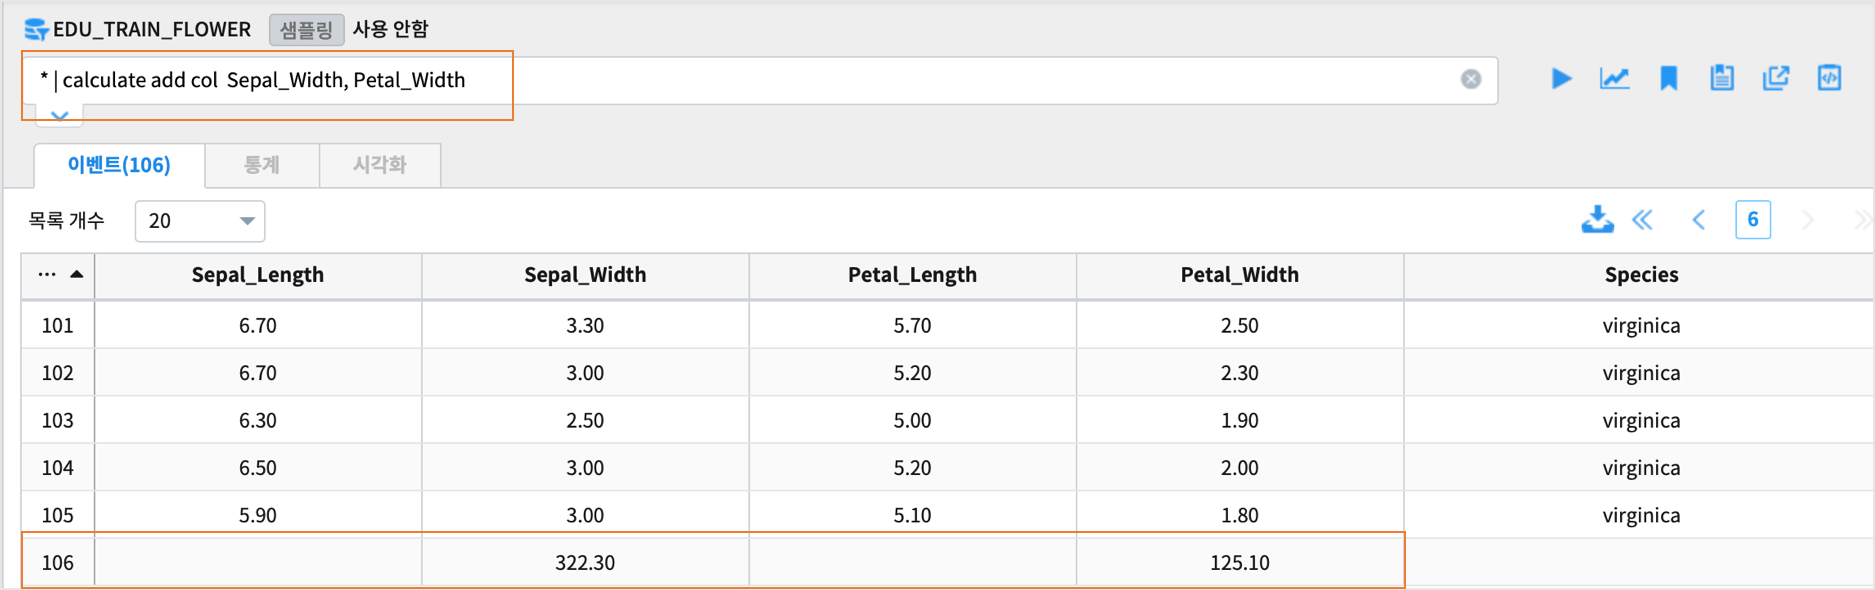 EDU_TRAIN_FLOWER 샘플링 사용 안함
* | calculate add col  Sepal_Width, Petal_Width
이벤트(106) 통계 시각화
목록 개수 20 6
... Sepal_Length Sepal_Width Petal_Length Petal_Width Species
101 6.70 3.30 5.70 2.50 virginica
102 6.70 3.00 5.20 2.30 virginica
103 6.30 2.50 5.00 1.90 virginica
104 6.50 3.00 5.20 2.00 virginica
105 5.90 3.00 5.10 1.80 virginica
106 322.30 125.10